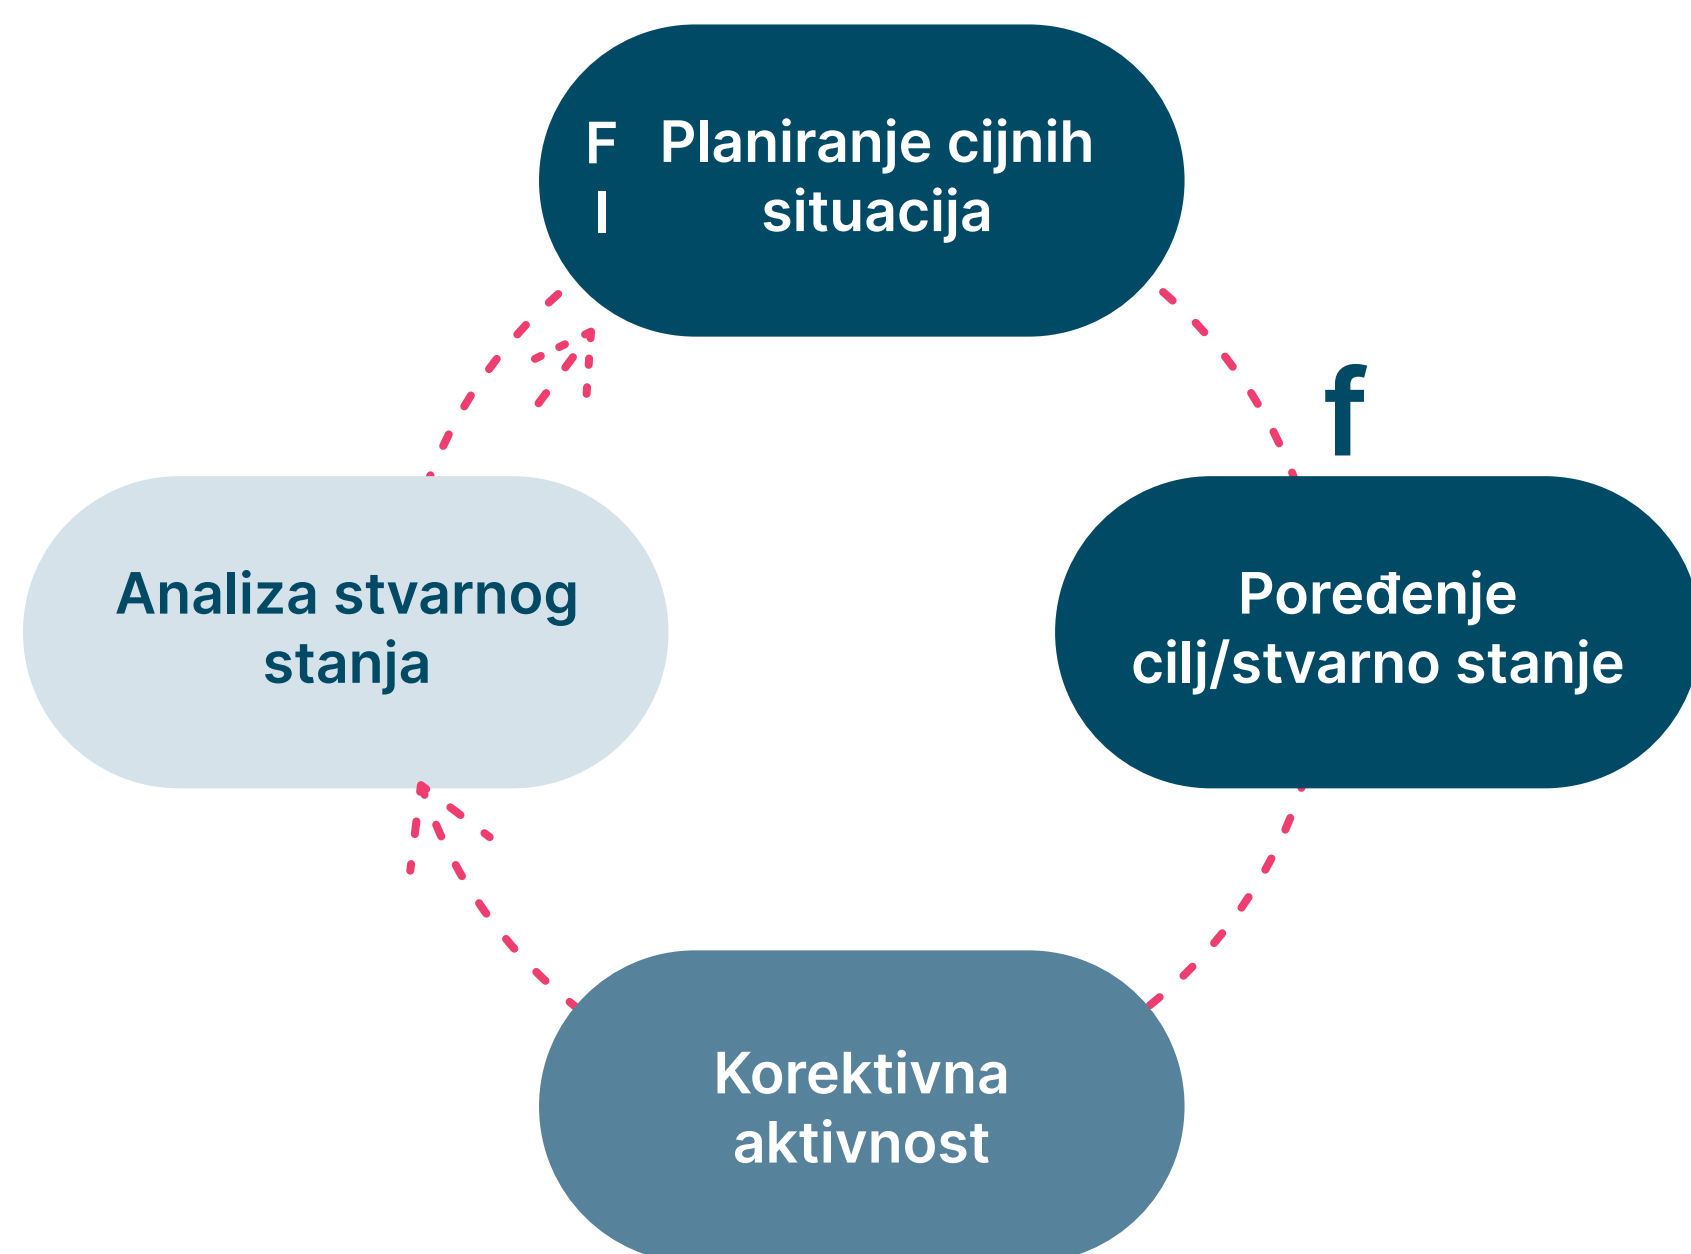 F Planiranje cijnih
I situacija
f
Analiza stvarnog
stanja
Poređenje
cilj/stvarno stanje
Korektivna
aktivnost